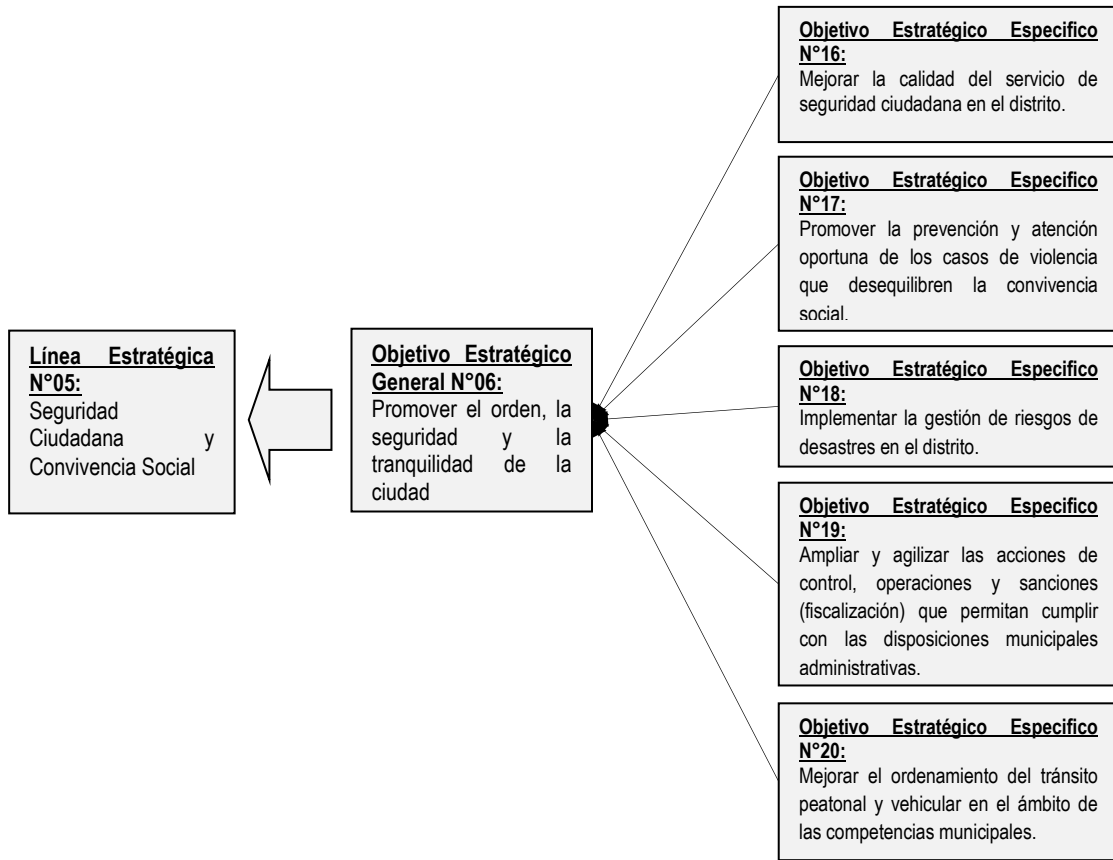 Línea Estratégica
N°05:
Seguridad
Ciudadana y
Convivencia Social
Objetivo Estratégico
General N°06:
Promover el orden, la
seguridad y la
tranquilidad de la
ciudad
Objetivo Estratégico Especifico
N°16:
Mejorar la calidad del servicio de
seguridad ciudadana en el distrito.
Objetivo Estratégico Especifico
N°17:
Promover la prevención y atención
oportuna de los casos de violencia
que desequilibren la convivencia
social.
Objetivo Estratégico Especifico
N°18:
Implementar la gestión de riesgos de
desastres en el distrito.
Objetivo Estratégico Especifico
N°19:
Ampliar y agilizar las acciones de
control, operaciones y sanciones
(fiscalización) que permitan cumplir
con las disposiciones municipales
administrativas.
Objetivo Estratégico Especifico
N°20:
Mejorar el ordenamiento del tránsito
peatonal y vehicular en el ámbito de
las competencias municipales.